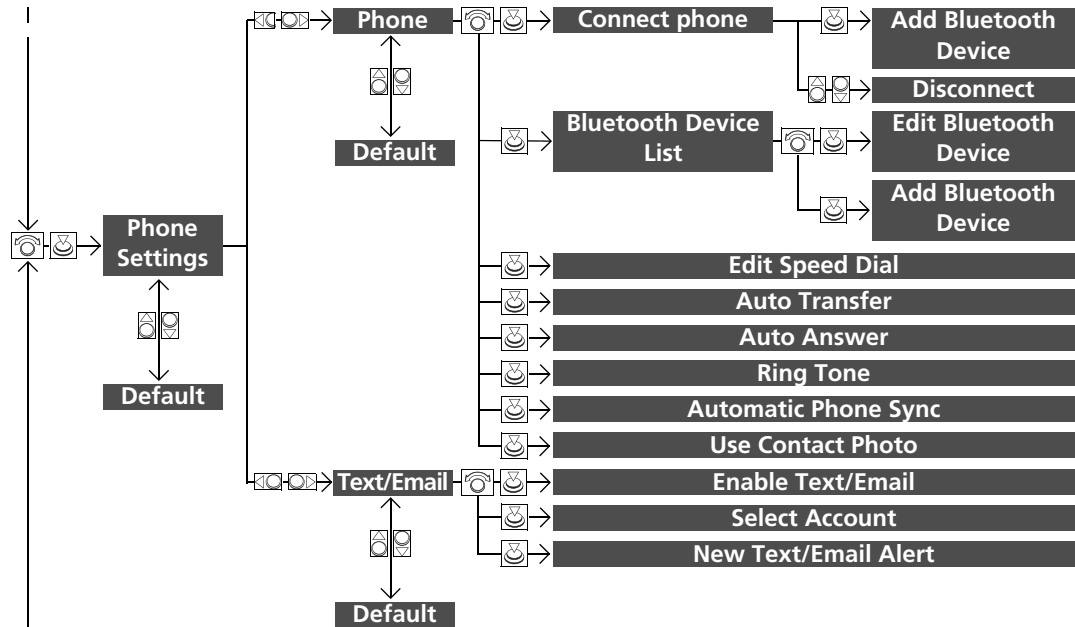 Phone
Connect phone
Add Bluetooth
Device
Disconnect
Default
Bluetooth Device
List
Edit Bluetooth
Device
Add Bluetooth
Device
Phone
Settings
Default
Edit Speed Dial
Auto Transfer
Auto Answer
Ring Tone
Automatic Phone Sync
Use Contact Photo
Text/Email
Enable Text/Email
Select Account
New Text/Email Alert
Default